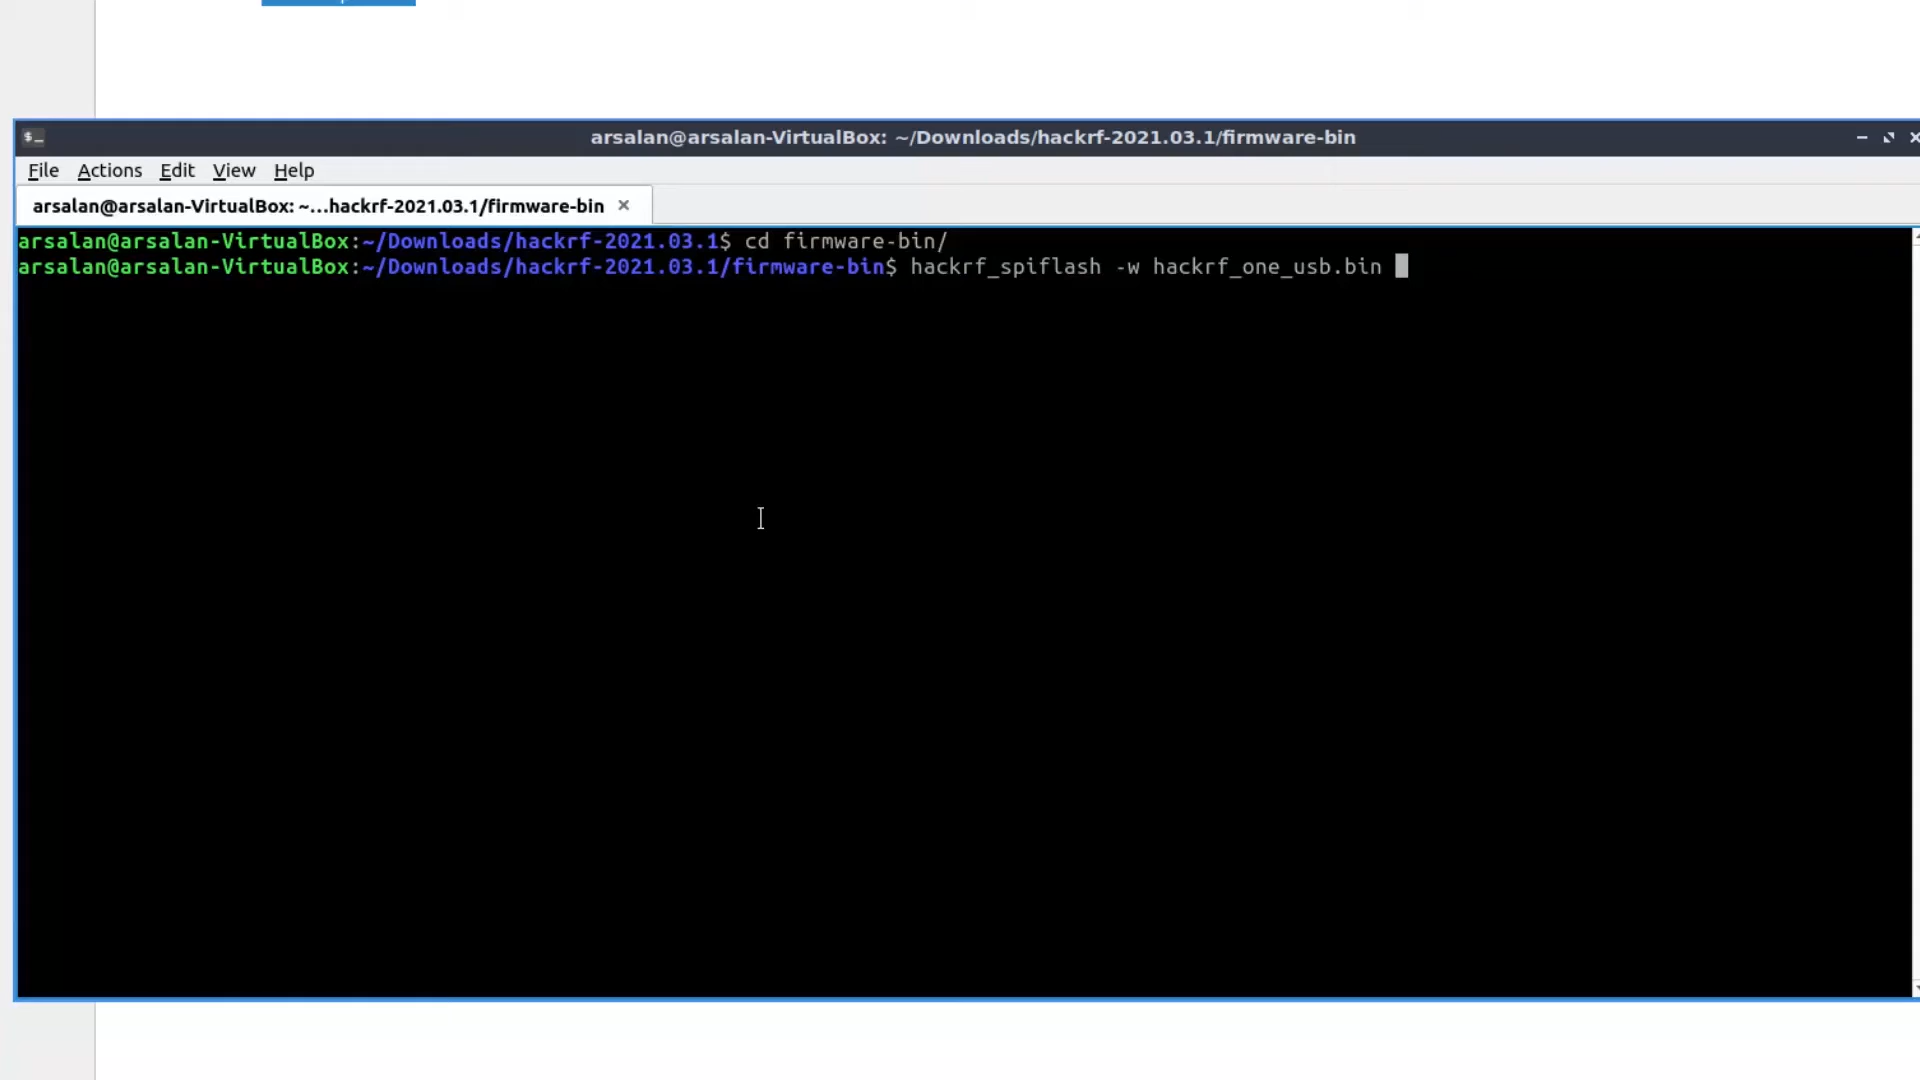 arsalan@arsalan-VirtualBox: ~/Downloads/hackrf-2021.03.1/firmware-bin
File Actions Edit View Help
arsalan@arsalan-VirtualBox: ~...hackrf-2021.03.1/firmware-bin
arsalan@arsalan-VirtualBox:~/Downloads/hackrf-2021.03.1$ cd firmware-bin/
arsalan@arsalan-VirtualBox:~/Downloads/hackrf-2021.03.1/firmware-bin$ hackrf_spiflash -w hackrf_one_usb.bin